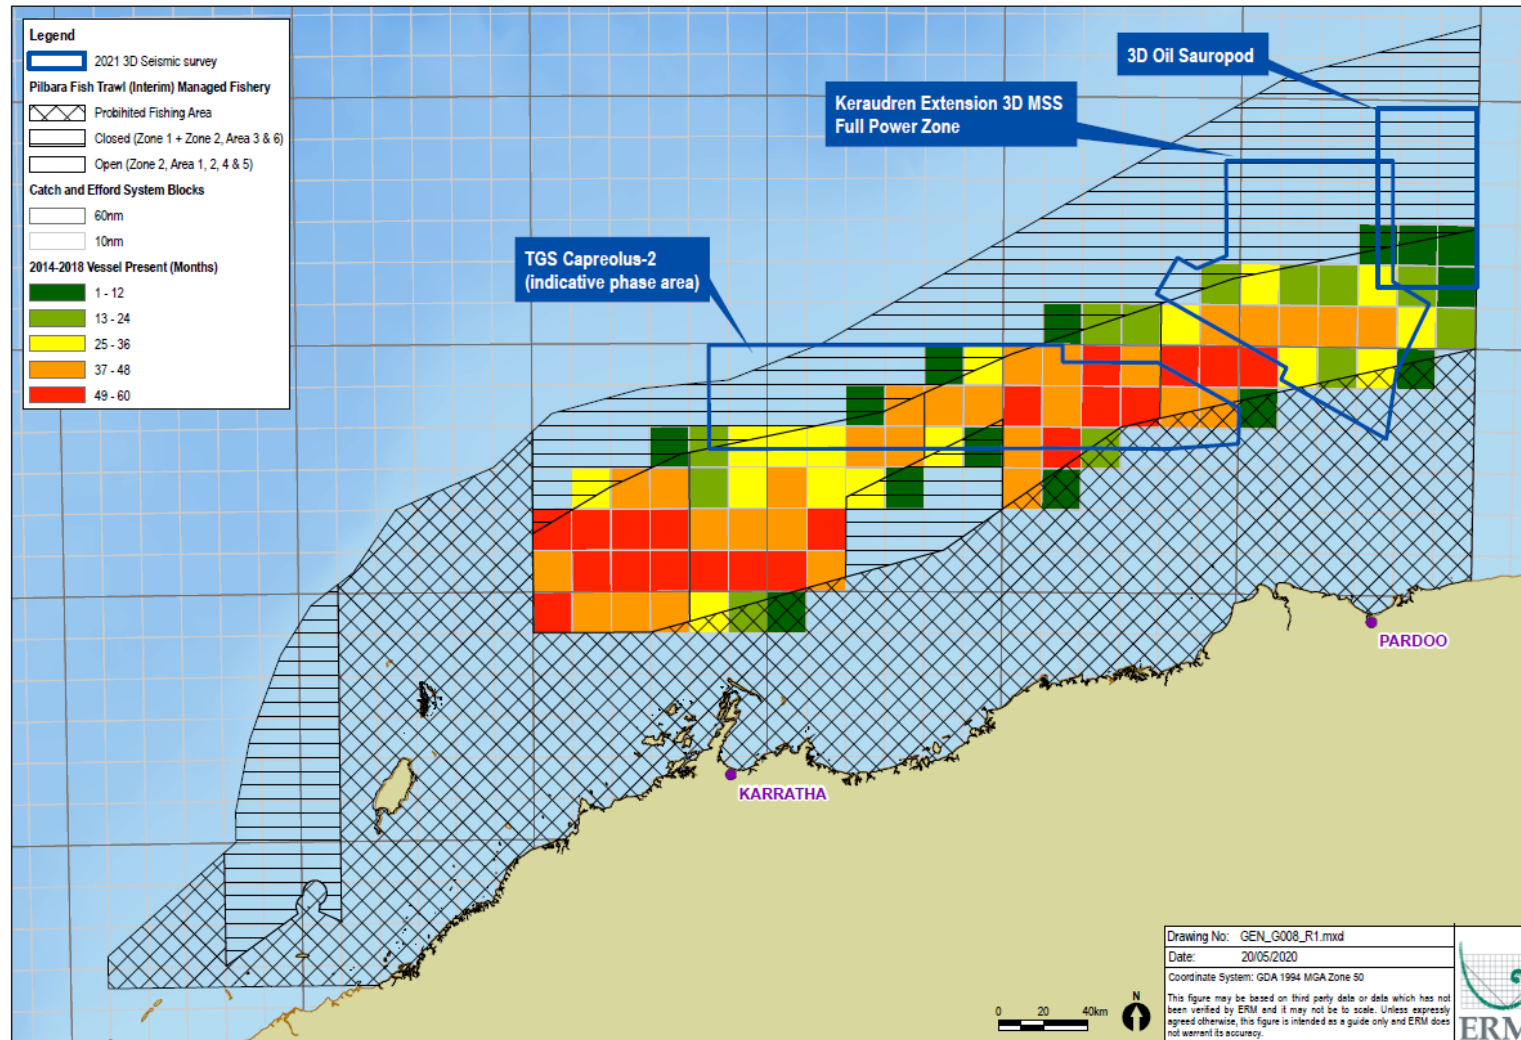 Legend
2021 3D Seismic survey
Pilbara Fish Trawl (Interim) Managed Fishery
Probihited Fishing Area
Closed (Zone 1 + Zone 2, Area 3 & 6)
Open (Zone 2, Area 1, 2, 4 & 5)
Catch and Efford System Blocks
60nm
10nm
2014-2018 Vessel Present (Months)
1 - 12
13 - 24
25 - 36
37 - 48
49 - 60
3D Oil Sauropod
Keraudren Extension 3D MSS
Full Power Zone
TGS Capreolus-2
(indicative phase area)
PARDOO
KARRATHA
0 20 40km
N
Drawing No: GEN_G008_R1.mxd
Date: 20/05/2020
Coordinate System: GDA 1994 MGA Zone 50
This figure may be based on third party data or data which has not
been verified by ERM and it may not be to scale. Unless expressly
agreed otherwise, this figure is intended as a guide only and ERM does
not warrant its accuracy.
ERM